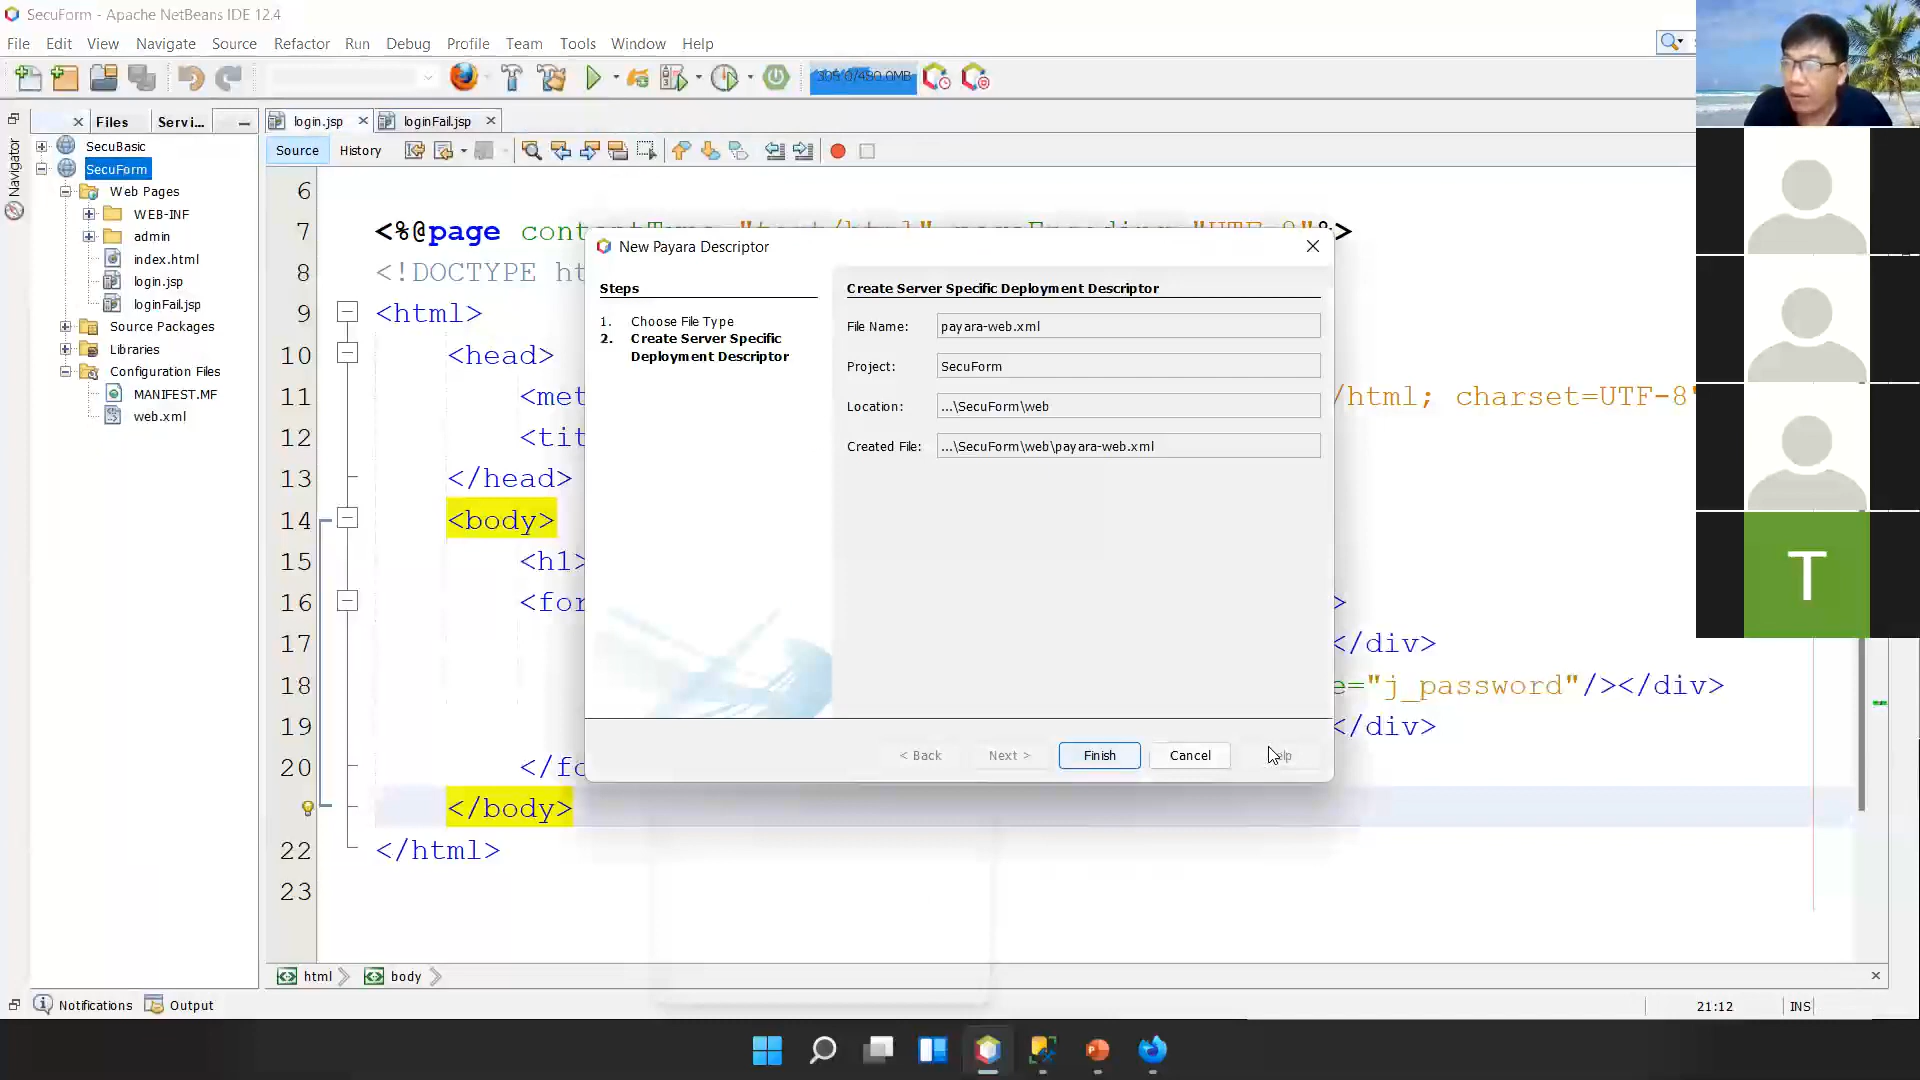 SecuForm - Apache NetBeans IDE 12.4
File Edit View Navigate Source Refactor Run Debug Profile Team Tools Window Help
Files Servi...
login.jsp loginFail.jsp
Source History
Navigator
SecuBasic
SecuForm
Web Pages
WEB-INF
admin
index.html
login.jsp
loginFail.jsp
Source Packages
Libraries
Configuration Files
MANIFEST.MF
web.xml
6
7 <%@page
8 <!DOCTYPE
9 <html>
10 <head>
11 /html; charset=UTF-8"
12
13 </head>
14 <body>
15 <h1>
16 >
17 </div>
18 ="j_password"/></div>
19 </div>
20
</body>
22 </html>
23
New Payara Descriptor
Steps
1. Choose File Type
2. Create Server Specific
Deployment Descriptor
Create Server Specific Deployment Descriptor
File Name: payara-web.xml
Project: SecuForm
Location: ...\SecuForm\web
Created File: ...\SecuForm\web\payara-web.xml
< Back Next > Finish Cancel
T
html body
Notifications Output
21:12 INS